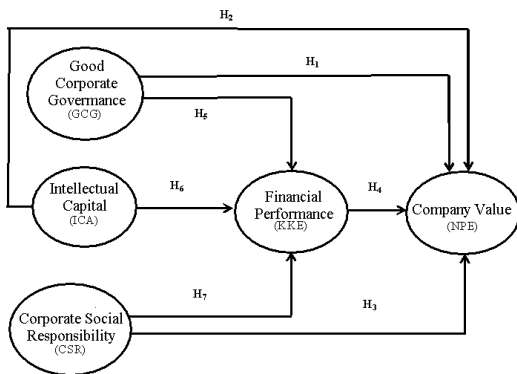 H2
Good
Corporate
Governance
(GCG)
H1
H5
Intellectual
Capital
(ICA)
H6
Financial
Performance
(KKE)
H4
Company Value
(NPE)
H7
H3
Corporate Social
Responsibility
(CSR)